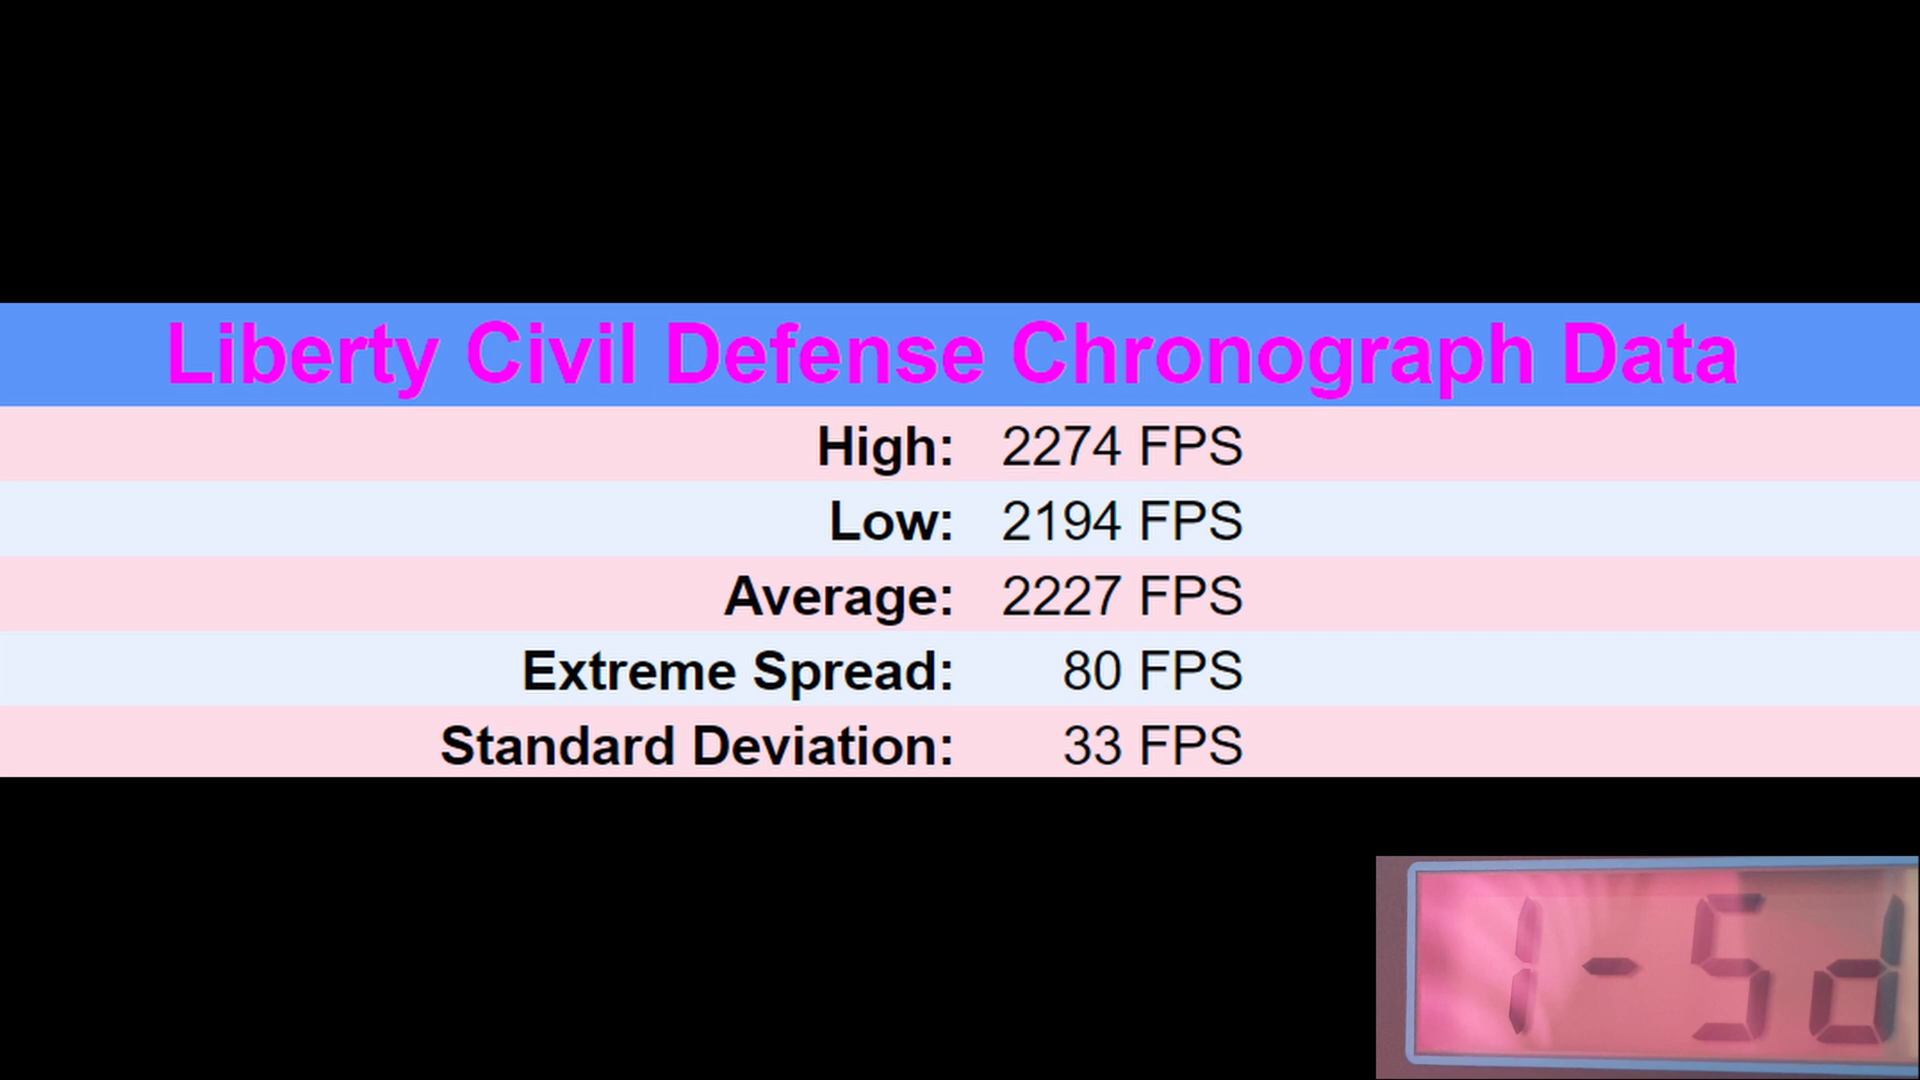 Liberty Civil Defense Chronograph Data
High: 2274 FPS
Low: 2194 FPS
Average: 2227 FPS
Extreme Spread: 80 FPS
Standard Deviation: 33 FPS
1-Sd